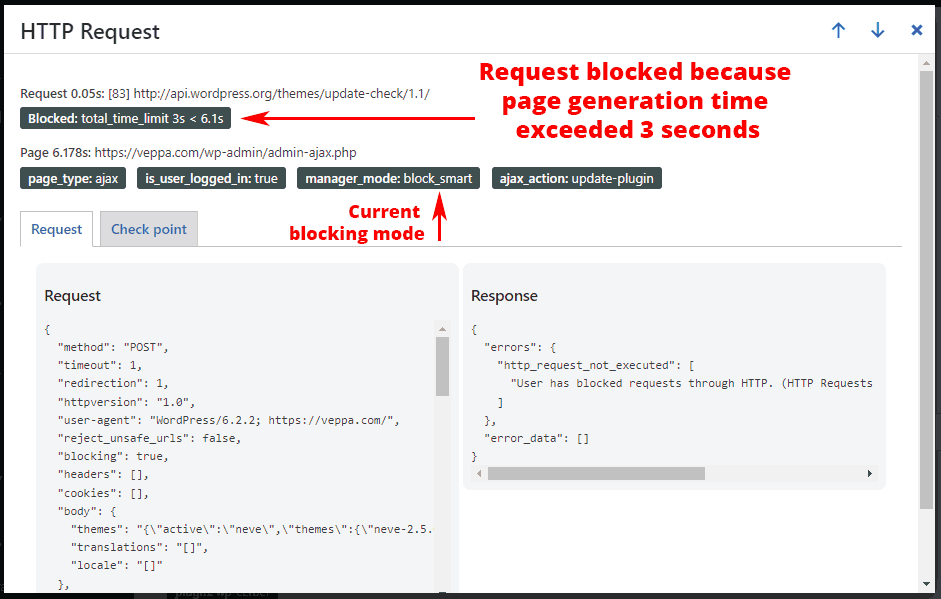 HTTP Request
Request blocked because
page generation time
exceeded 3 seconds
Request 0.05s: [83] http://api.wordpress.org/themes/update-check/1.1/
Blocked: total_time_limit 3s < 6.1s
Page 6.178s: https://veppa.com/wp-admin/admin-ajax.php
page_type: ajax is_user_logged_in: true manager_mode: block_smart ajax_action: update-plugin
Current
blocking mode
Request Check point
Request
{
"method": "POST",
"timeout": 1,
"redirection": 1,
"httpversion": "1.0",
"user-agent": "WordPress/6.2.2; https://veppa.com/",
"reject_unsafe_urls": false,
"blocking": true,
"headers": [],
"cookies": [],
"body": {
"themes": "{\"active\":\"neve\",\"themes\":{\"neve-2.5.
"translations": "[]",
"locale": "[]"
},
Response
{
"errors": {
"http_request_not_executed": [
"User has blocked requests through HTTP. (HTTP Requests
]
},
"error_data": []
}